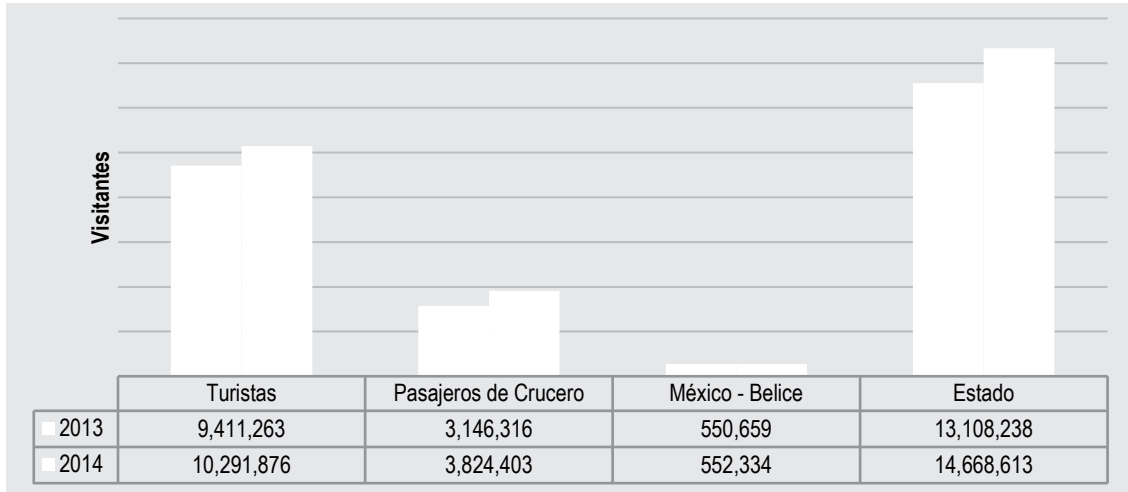 Visitantes
Turistas Pasajeros de Crucero México - Belice Estado
2013 9,411,263 3,146,316 550,659 13,108,238
2014 10,291,876 3,824,403 552,334 14,668,613